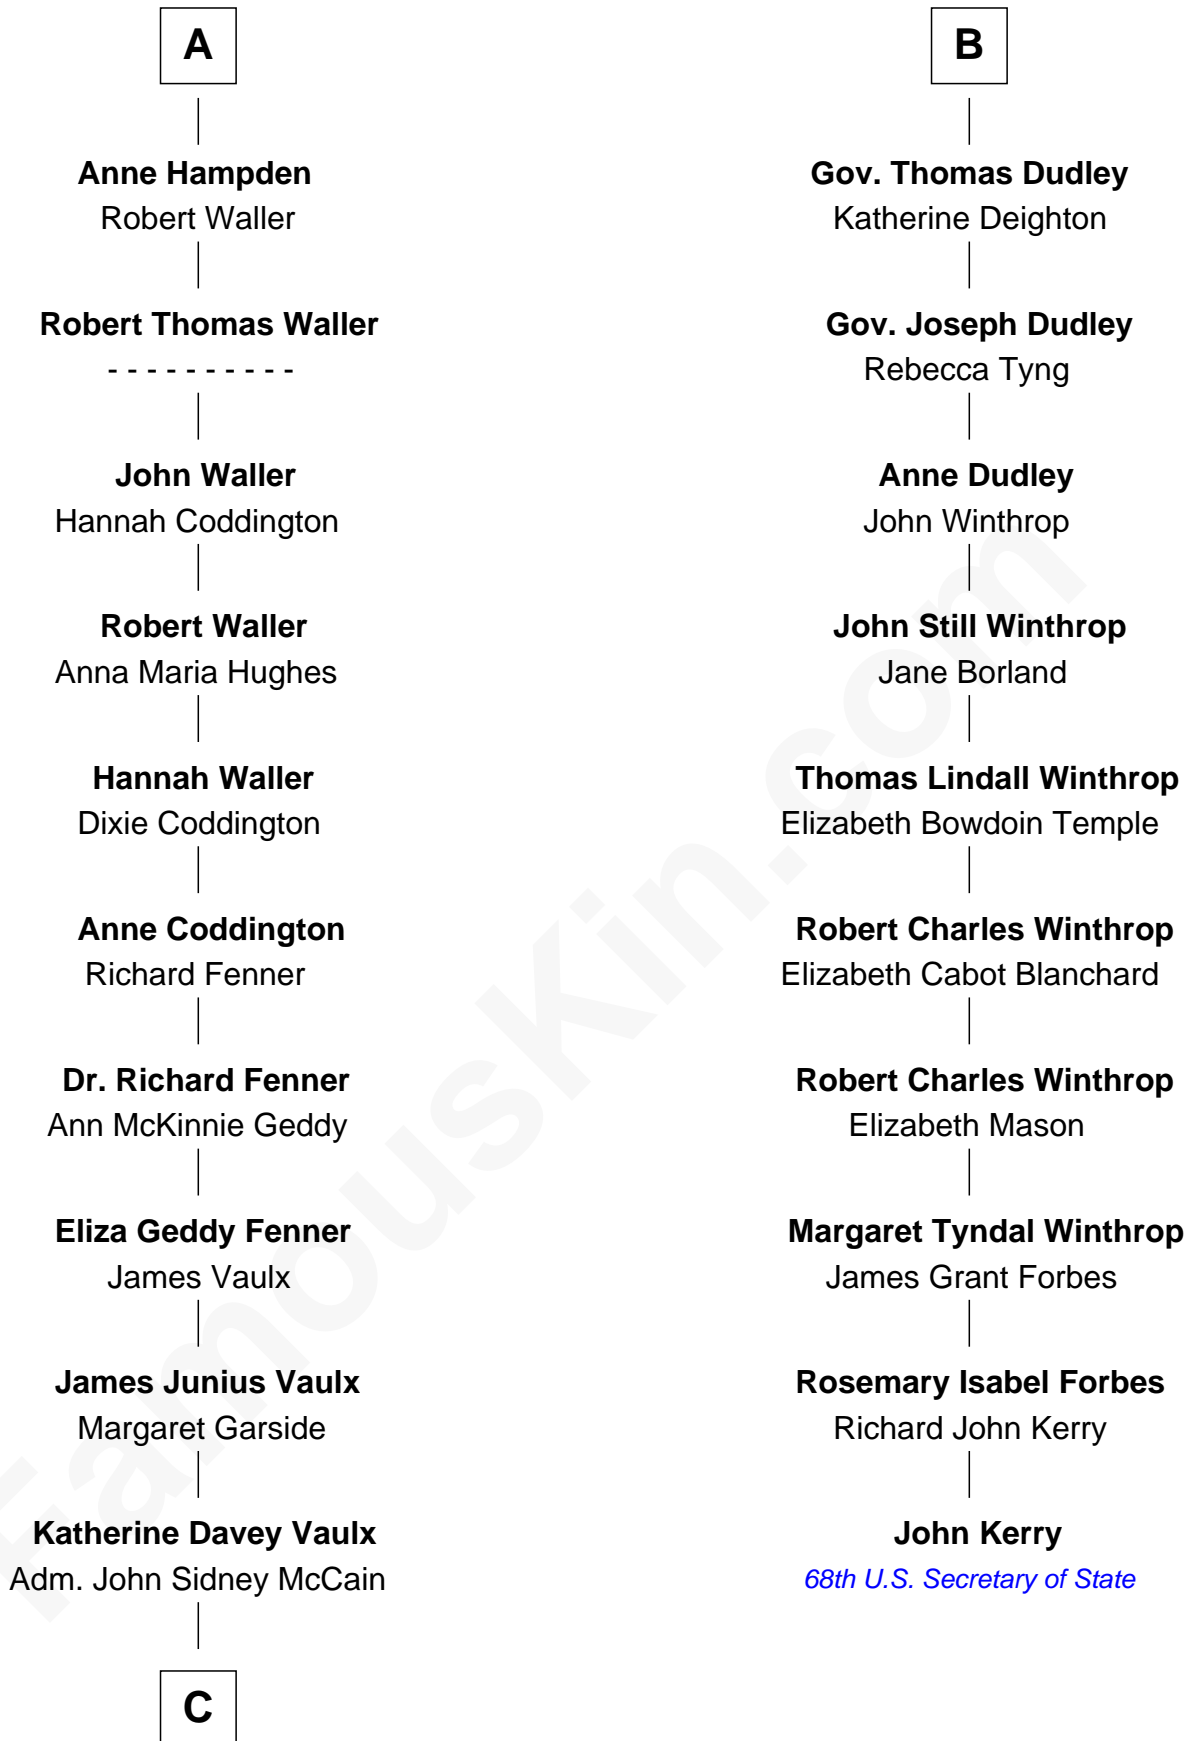 A
Anne Hampden
Robert Waller
Robert Thomas Waller
- - - - - - - - - -
John Waller
Hannah Coddington
Robert Waller
Anna Maria Hughes
Hannah Waller
Dixie Coddington
Anne Coddington
Richard Fenner
Dr. Richard Fenner
Ann McKinnie Geddy
Eliza Geddy Fenner
James Vaulx
James Junius Vaulx
Margaret Garside
Katherine Davey Vaulx
Adm. John Sidney McCain
C
B
Gov. Thomas Dudley
Katherine Deighton
Gov. Joseph Dudley
Rebecca Tyng
Anne Dudley
John Winthrop
John Still Winthrop
Jane Borland
Thomas Lindall Winthrop
Elizabeth Bowdoin Temple
Robert Charles Winthrop
Elizabeth Cabot Blanchard
Robert Charles Winthrop
Elizabeth Mason
Margaret Tyndal Winthrop
James Grant Forbes
Rosemary Isabel Forbes
Richard John Kerry
John Kerry
68th U.S. Secretary of State
FamousKin.com